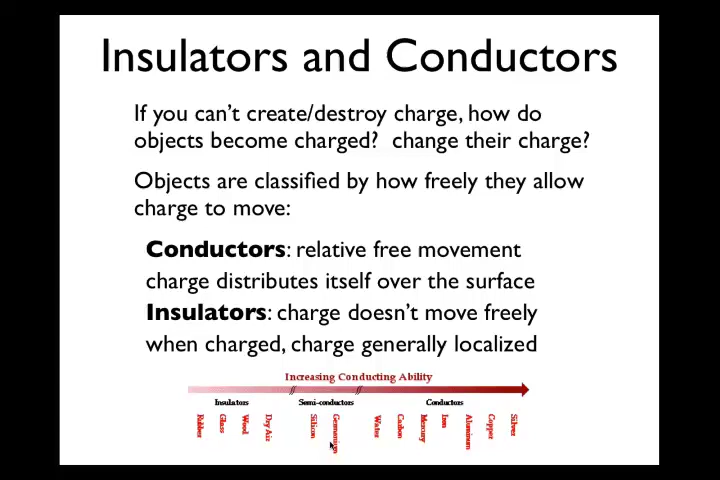 Insulators and Conductors
If you can't create/destroy charge, how do
objects become charged? change their charge?
Objects are classified by how freely they allow
charge to move:
Conductors: relative free movement
charge distributes itself over the surface
Insulators: charge doesn't move freely
when charged, charge generally localized
Increasing Conducting Ability
Insulators Semi-conductors Conductors
Rubber Glass Wood Dry Air Silicon Water Carbon Mercury Iron Aluminum Copper Silver